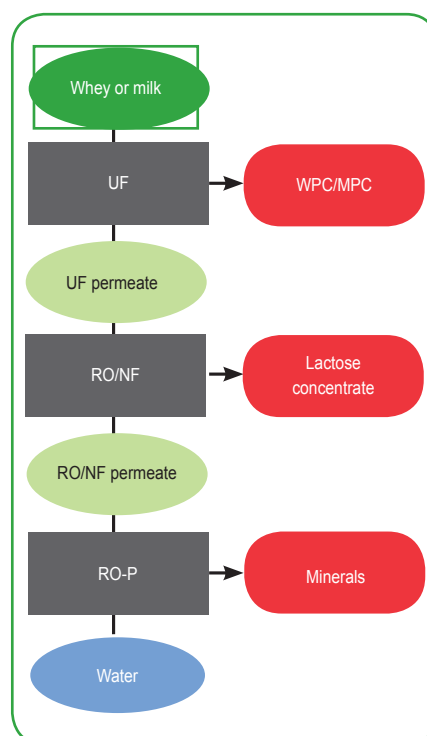 Whey or milk
UF
WPC/MPC
UF permeate
RO/NF
Lactose
concentrate
RO/NF permeate
RO-P
Minerals
Water